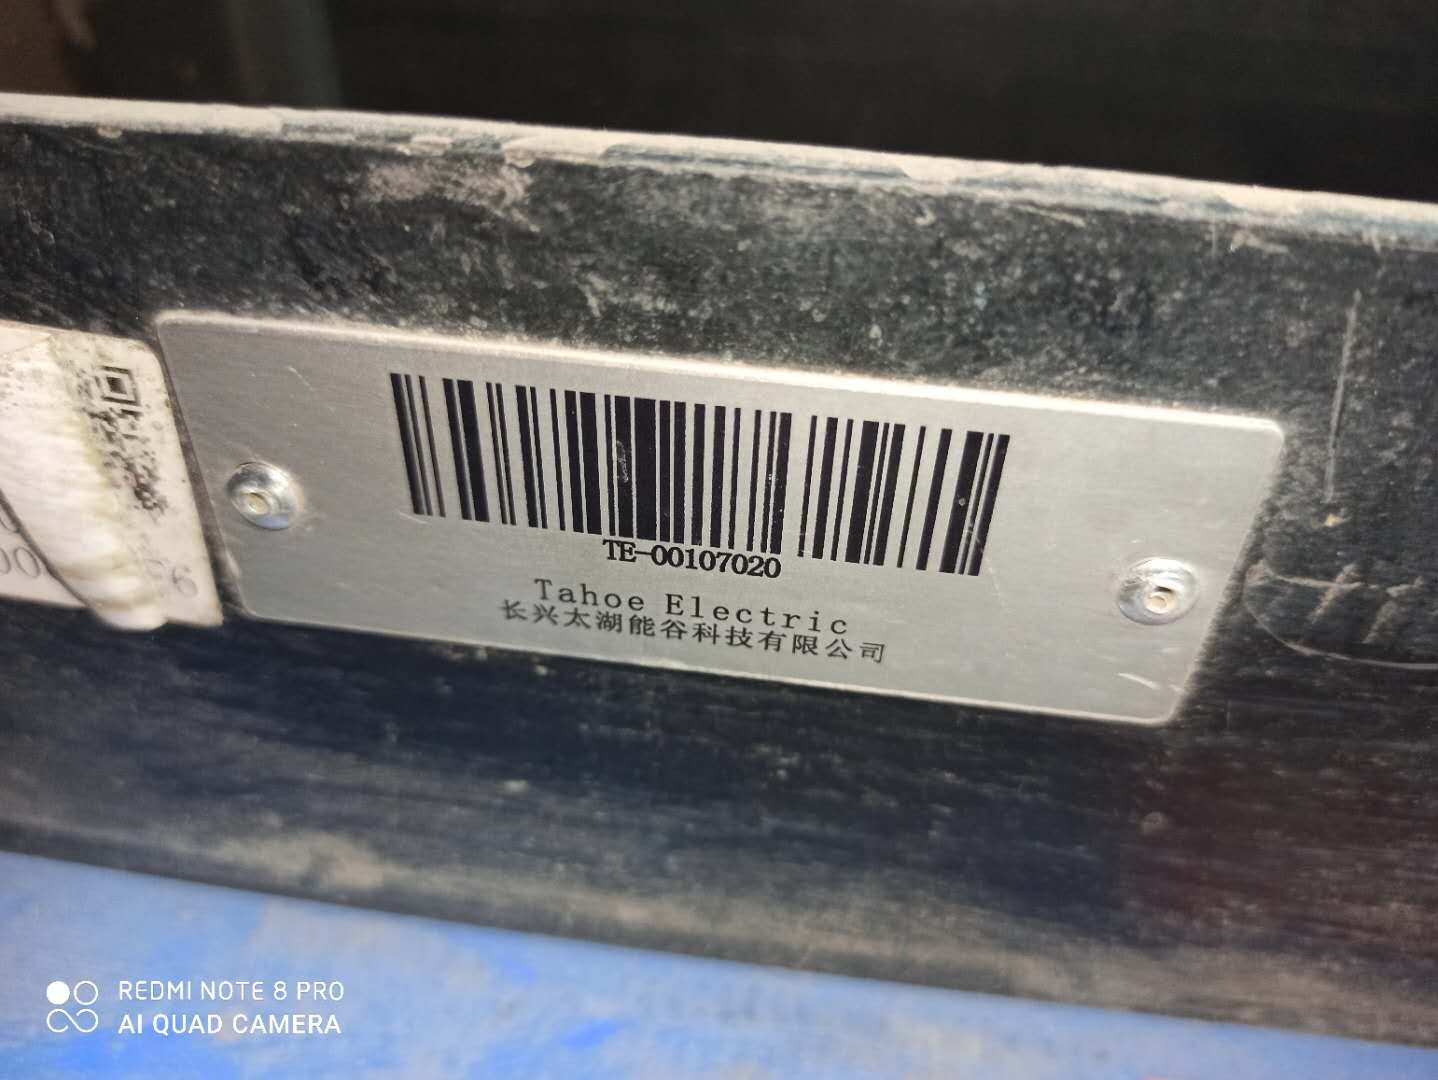 TE-00107020
Tahoe Electric
长兴太湖能谷科技有限公司
REDMI NOTE 8 PRO
AI QUAD CAMERA